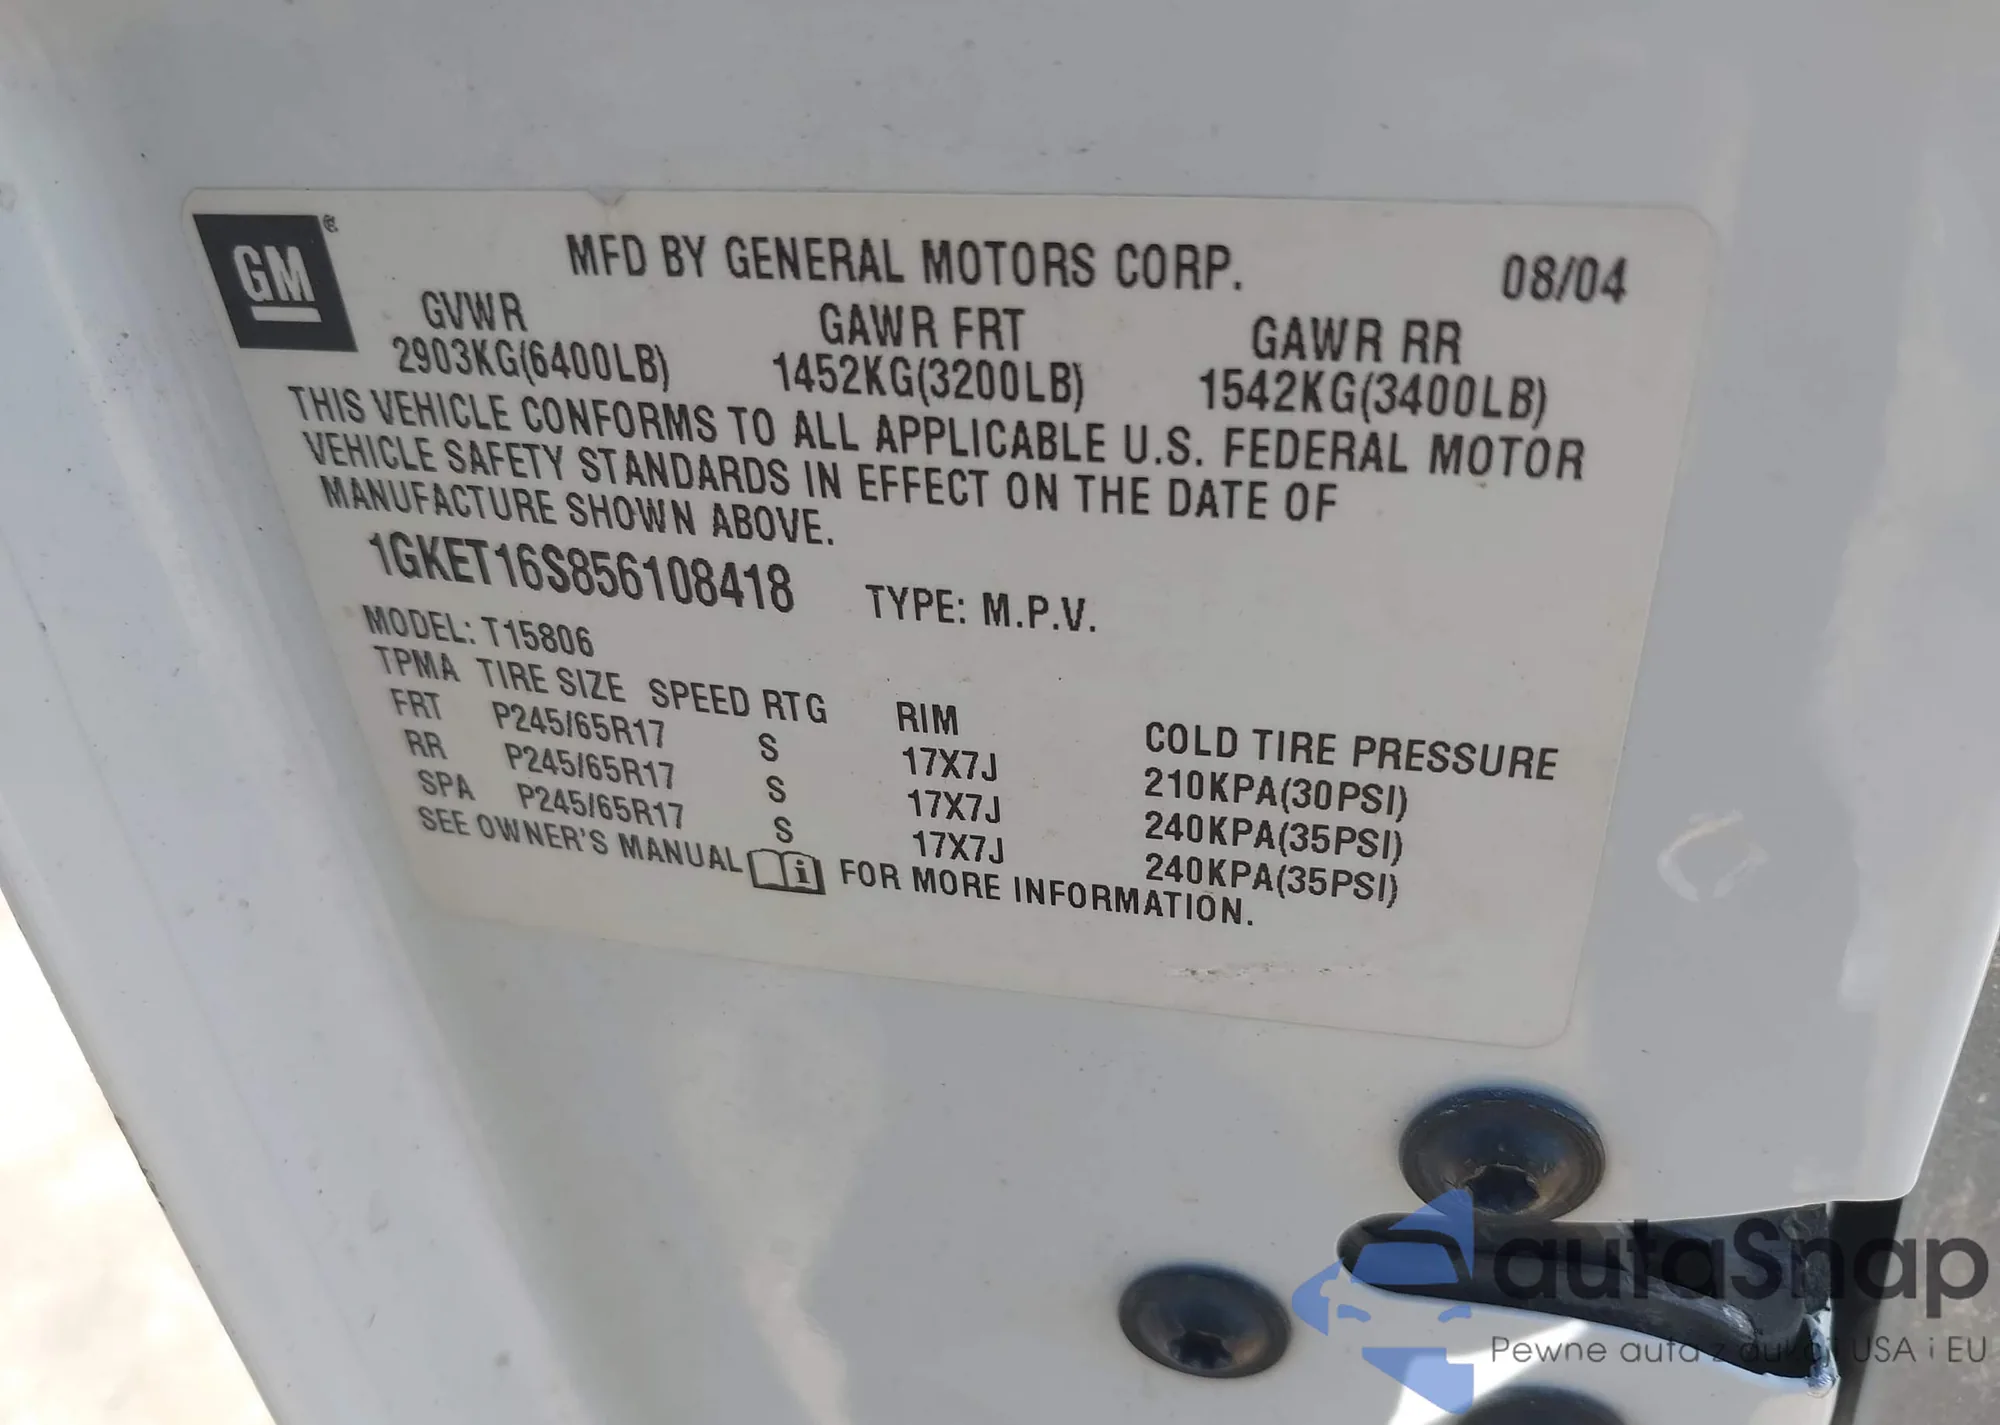 GM®
MFD BY GENERAL MOTORS CORP. 08/04
GVWR GAWR FRT GAWR RR
2903KG(6400LB) 1452KG(3200LB) 1542KG(3400LB)
THIS VEHICLE CONFORMS TO ALL APPLICABLE U.S. FEDERAL MOTOR
VEHICLE SAFETY STANDARDS IN EFFECT ON THE DATE OF
MANUFACTURE SHOWN ABOVE.
1GKET16S856108418 TYPE: M.P.V.
MODEL: T15806
TPMA TIRE SIZE SPEED RTG RIM COLD TIRE PRESSURE
FRT P245/65R17 S 17X7J 210KPA(30PSI)
RR P245/65R17 S 17X7J 240KPA(35PSI)
SPA P245/65R17 S 17X7J 240KPA(35PSI)
SEE OWNER'S MANUAL i FOR MORE INFORMATION.
autaSnap
Pewne auta z aukcji USA i EU